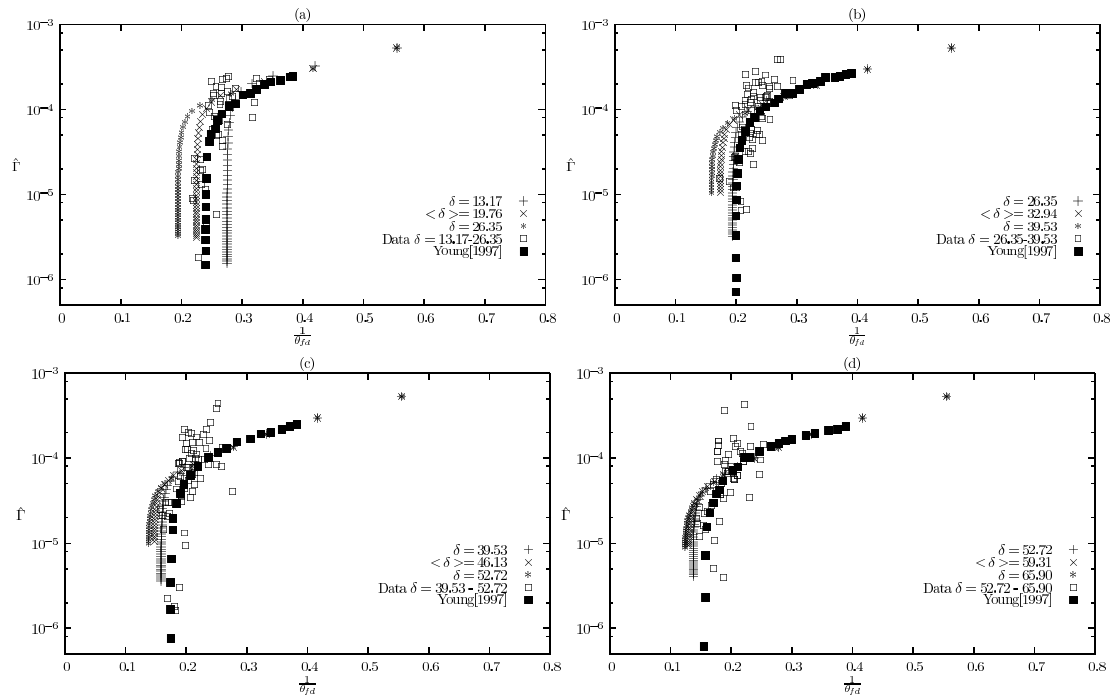 (a)
10⁻³
10⁻⁴
10⁻⁵
10⁻⁶
Γ̂
δ = 13.17 +
< δ >= 19.76 ×
δ = 26.35 *
Data δ = 13.17-26.35 □
Young[1997] ■
0 0.1 0.2 0.3 0.4 0.5 0.6 0.7 0.8
1/θ_fd
(b)
10⁻³
10⁻⁴
10⁻⁵
10⁻⁶
Γ̂
δ = 26.35 +
< δ >= 32.94 ×
δ = 39.53 *
Data δ = 26.35-39.53 □
Young[1997] ■
0 0.1 0.2 0.3 0.4 0.5 0.6 0.7 0.8
1/θ_fd
(c)
10⁻³
10⁻⁴
10⁻⁵
10⁻⁶
Γ̂
δ = 39.53 +
< δ >= 46.13 ×
δ = 52.72 *
Data δ = 39.53 - 52.72 □
Young[1997] ■
0 0.1 0.2 0.3 0.4 0.5 0.6 0.7 0.8
1/θ_fd
(d)
10⁻³
10⁻⁴
10⁻⁵
10⁻⁶
Γ̂
δ = 52.72 +
< δ >= 59.31 ×
δ = 65.90 *
Data δ = 52.72 - 65.90 □
Young[1997] ■
0 0.1 0.2 0.3 0.4 0.5 0.6 0.7 0.8
1/θ_fd